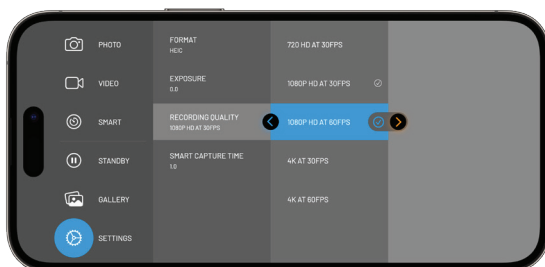 PHOTO
VIDEO
SMART
STANDBY
GALLERY
SETTINGS
FORMAT
HEIC
EXPOSURE
0.0
RECORDING QUALITY
1080P HD AT 30FPS
SMART CAPTURE TIME
1.0
720 HD AT 30FPS
1080P HD AT 30FPS
1080P HD AT 60FPS
4K AT 30FPS
4K AT 60FPS